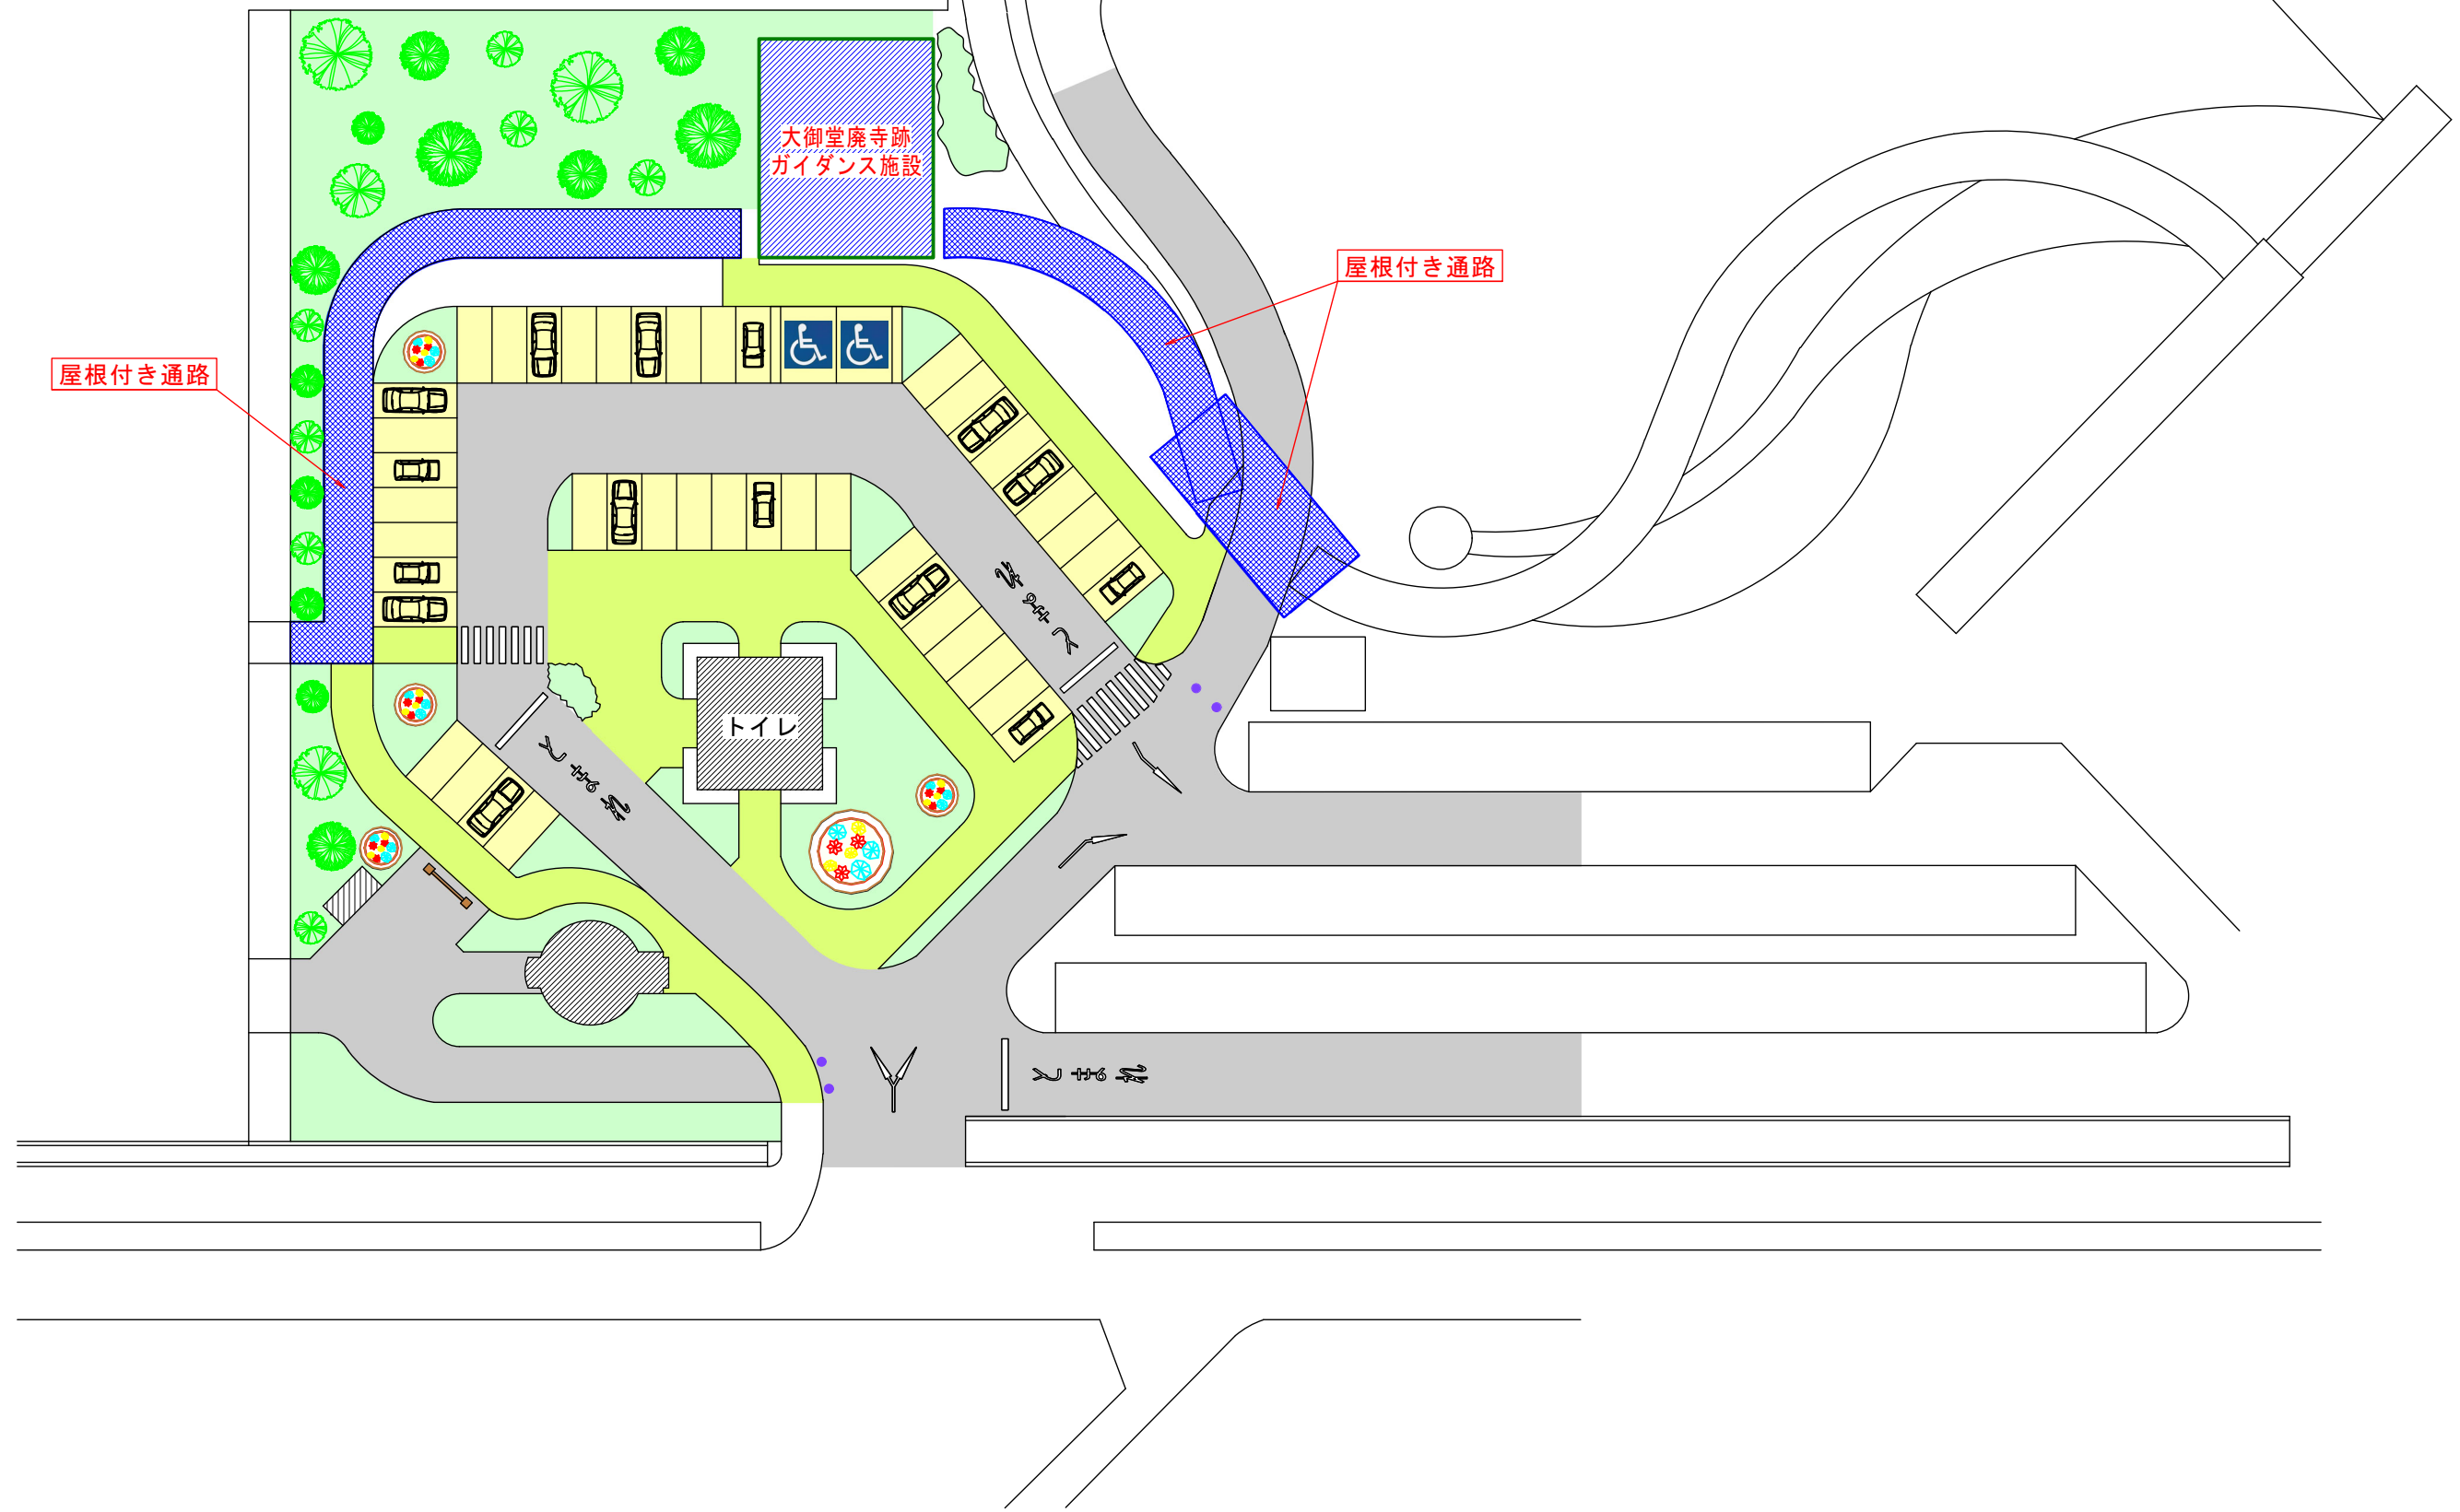 大御堂廃寺跡
ガイダンス施設
屋根付き通路
屋根付き通路
とまれ
トイレ
とまれ
とまれ